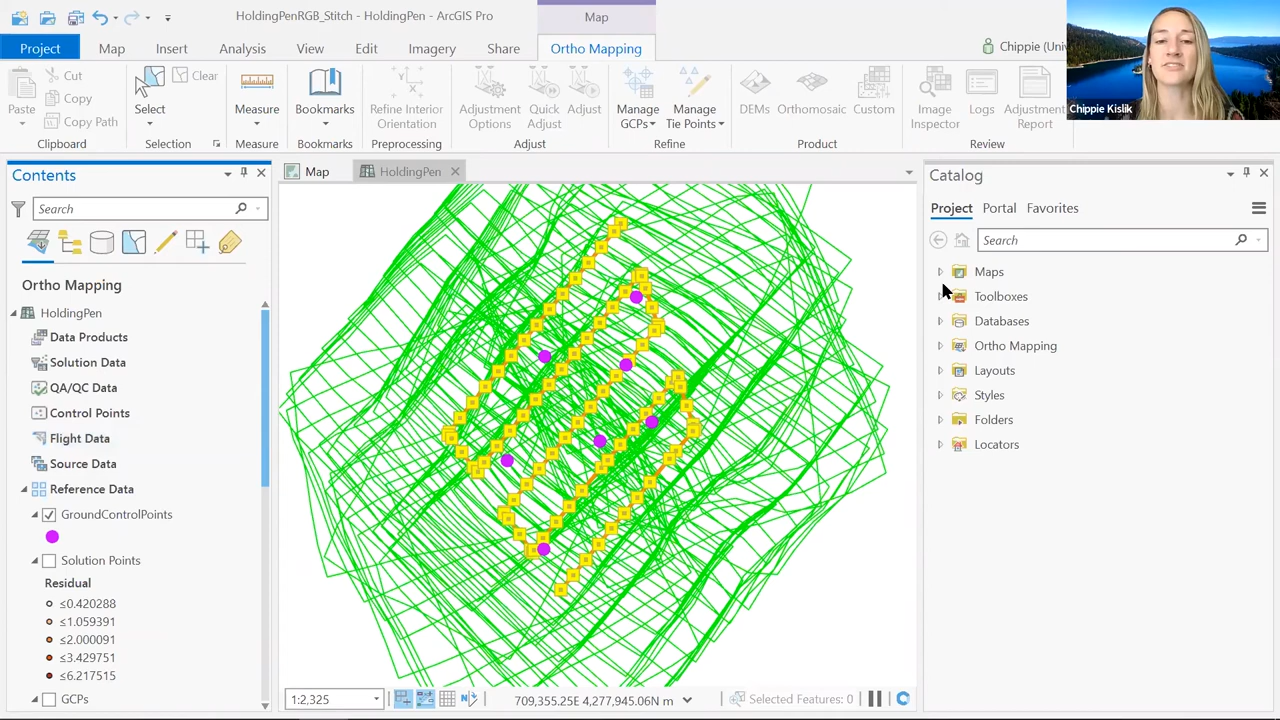 HoldingPenRGB_Stitch - HoldingPen - ArcGIS Pro
Map
Project
Map
Insert
Analysis
View
Edit
Imagery
Share
Ortho Mapping
Chippie (Uni
Paste
Cut
Copy
Copy Path
Clipboard
Select
Clear
Selection
Measure
Measure
Bookmarks
Bookmarks
Refine Interior
Orientation
Preprocessing
Adjustment
Options
Quick
Adjust
Adjust
Adjust
Manage
GCPs
Manage
Tie Points
Refine
DEMs
Orthomosaic
Custom
Product
Image
Inspector
Logs
Adjustment
Report
Review
Chippie Kislik
Contents
Search
Ortho Mapping
HoldingPen
Data Products
Solution Data
QA/QC Data
Control Points
Flight Data
Source Data
Reference Data
GroundControlPoints
Solution Points
Residual
≤0.420288
≤1.059391
≤2.000091
≤3.429751
≤6.217515
GCPs
Map
HoldingPen
1:2,325
709,355.25E 4,277,945.06N m
Selected Features: 0
Catalog
Project
Portal
Favorites
Search
Maps
Toolboxes
Databases
Ortho Mapping
Layouts
Styles
Folders
Locators